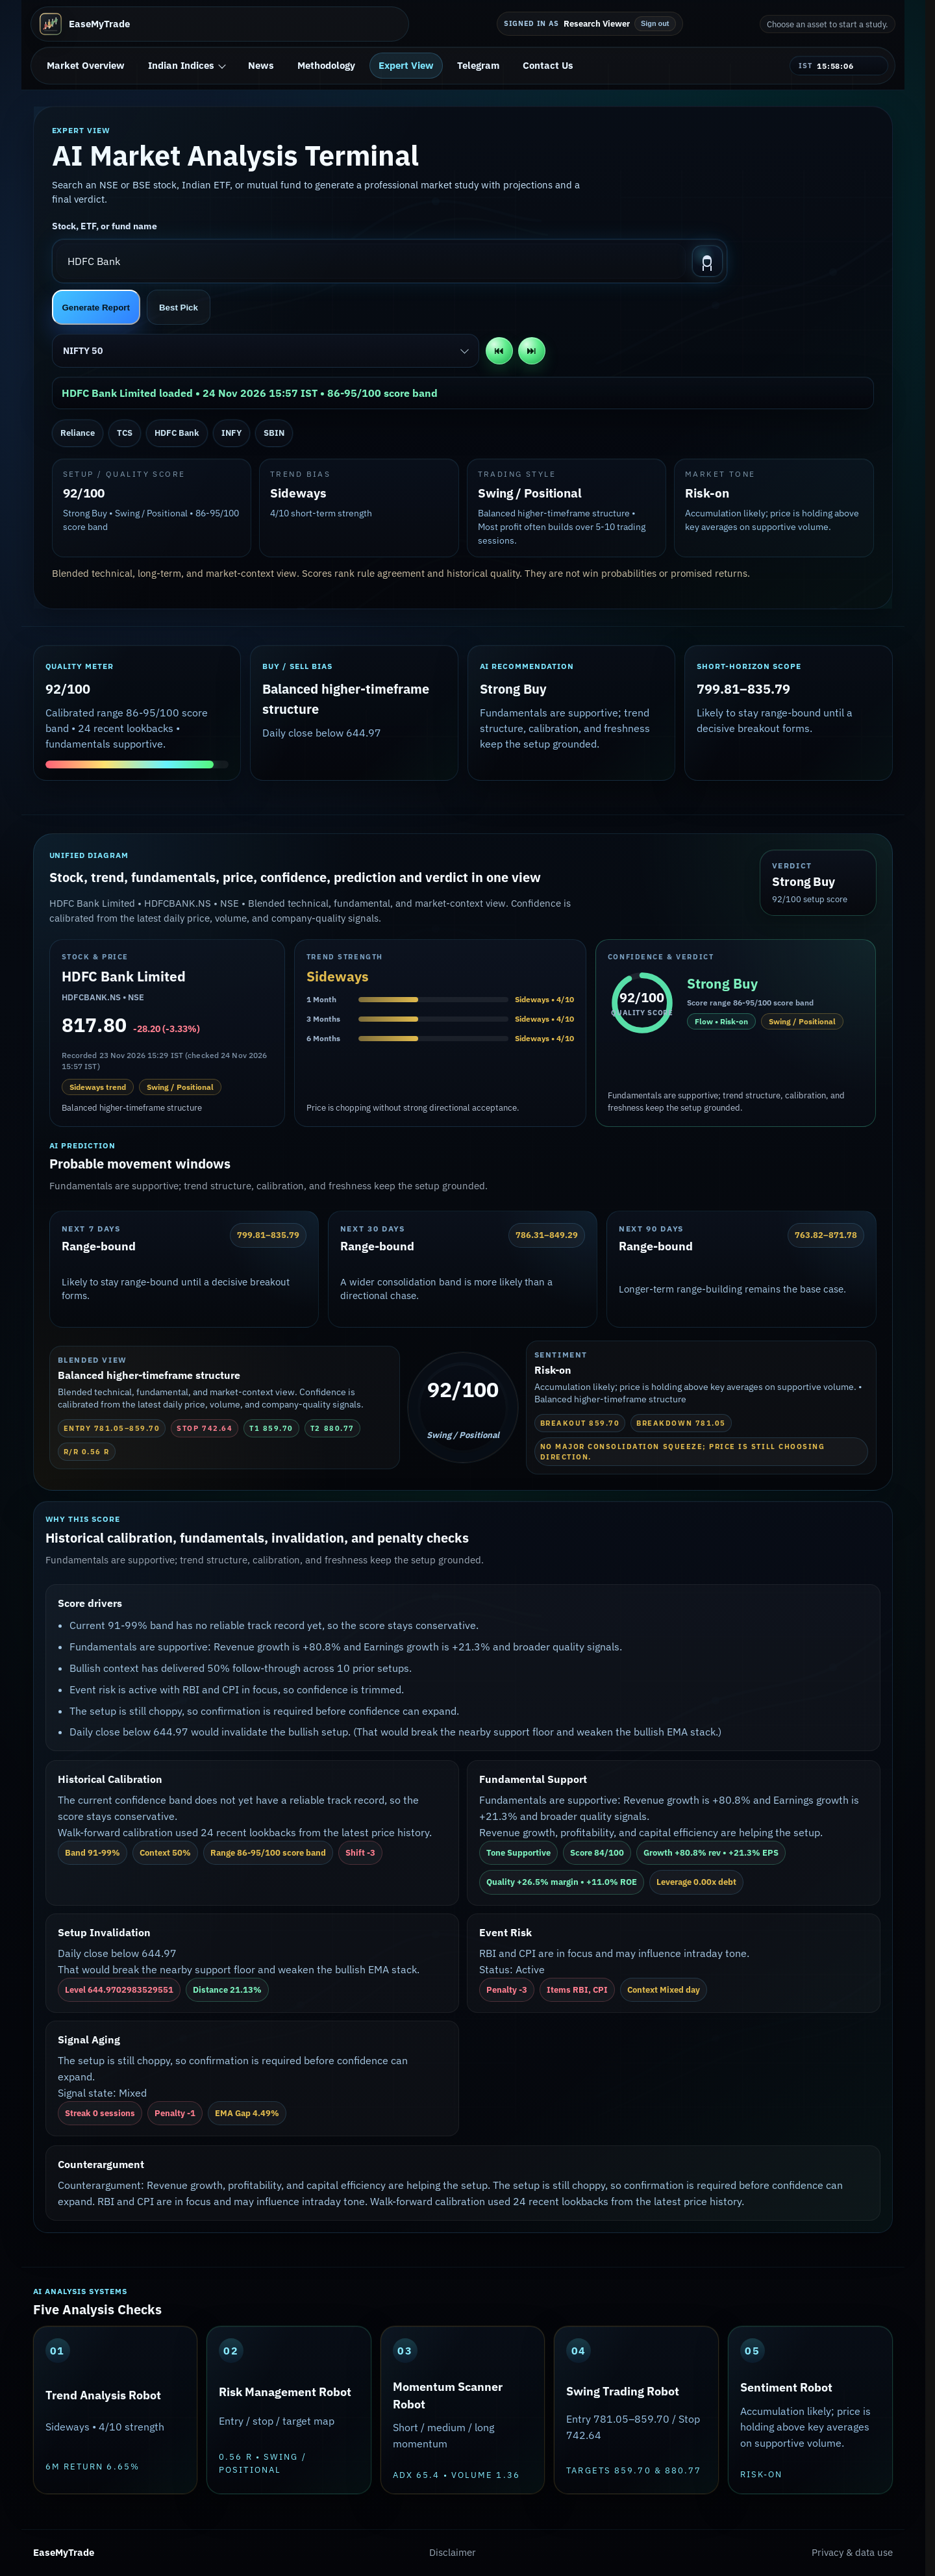 EaseMyTrade
SIGNED IN AS Research Viewer Sign out
Choose an asset to start a study.
Market Overview
Indian Indices
News
Methodology
Expert View
Telegram
Contact Us
IST 15:58:06
EXPERT VIEW
AI Market Analysis Terminal
Search an NSE or BSE stock, Indian ETF, or mutual fund to generate a professional market study with projections and a
final verdict.
Stock, ETF, or fund name
HDFC Bank
Generate Report
Best Pick
NIFTY 50
HDFC Bank Limited loaded • 24 Nov 2026 15:57 IST • 86-95/100 score band
Reliance
TCS
HDFC Bank
INFY
SBIN
SETUP / QUALITY SCORE
92/100
Strong Buy • Swing / Positional • 86-95/100
score band
TREND BIAS
Sideways
4/10 short-term strength
TRADING STYLE
Swing / Positional
Balanced higher-timeframe structure •
Most profit often builds over 5-10 trading
sessions.
MARKET TONE
Risk-on
Accumulation likely; price is holding above
key averages on supportive volume.
Blended technical, long-term, and market-context view. Scores rank rule agreement and historical quality. They are not win probabilities or promised returns.
QUALITY METER
92/100
Calibrated range 86-95/100 score
band • 24 recent lookbacks •
fundamentals supportive.
BUY / SELL BIAS
Balanced higher-timeframe
structure
Daily close below 644.97
AI RECOMMENDATION
Strong Buy
Fundamentals are supportive; trend
structure, calibration, and freshness
keep the setup grounded.
SHORT-HORIZON SCOPE
799.81–835.79
Likely to stay range-bound until a
decisive breakout forms.
UNIFIED DIAGRAM
Stock, trend, fundamentals, price, confidence, prediction and verdict in one view
HDFC Bank Limited • HDFCBANK.NS • NSE • Blended technical, fundamental, and market-context view. Confidence is
calibrated from the latest daily price, volume, and company-quality signals.
VERDICT
Strong Buy
92/100 setup score
STOCK & PRICE
HDFC Bank Limited
HDFCBANK.NS • NSE
817.80 -28.20 (-3.33%)
Recorded 23 Nov 2026 15:29 IST (checked 24 Nov 2026
15:57 IST)
Sideways trend
Swing / Positional
Balanced higher-timeframe structure
TREND STRENGTH
Sideways
1 Month Sideways • 4/10
3 Months Sideways • 4/10
6 Months Sideways • 4/10
Price is chopping without strong directional acceptance.
CONFIDENCE & VERDICT
92/100
QUALITY SCORE
Strong Buy
Score range 86-95/100 score band
Flow • Risk-on
Swing / Positional
Fundamentals are supportive; trend structure, calibration, and
freshness keep the setup grounded.
AI PREDICTION
Probable movement windows
Fundamentals are supportive; trend structure, calibration, and freshness keep the setup grounded.
NEXT 7 DAYS
Range-bound
799.81–835.79
Likely to stay range-bound until a decisive breakout
forms.
NEXT 30 DAYS
Range-bound
786.31–849.29
A wider consolidation band is more likely than a
directional chase.
NEXT 90 DAYS
Range-bound
763.82–871.78
Longer-term range-building remains the base case.
BLENDED VIEW
Balanced higher-timeframe structure
Blended technical, fundamental, and market-context view. Confidence is
calibrated from the latest daily price, volume, and company-quality signals.
ENTRY 781.05–859.70
STOP 742.64
T1 859.70
T2 880.77
R/R 0.56 R
92/100
Swing / Positional
SENTIMENT
Risk-on
Accumulation likely; price is holding above key averages on supportive volume. •
Balanced higher-timeframe structure
BREAKOUT 859.70
BREAKDOWN 781.05
NO MAJOR CONSOLIDATION SQUEEZE; PRICE IS STILL CHOOSING
DIRECTION.
WHY THIS SCORE
Historical calibration, fundamentals, invalidation, and penalty checks
Fundamentals are supportive; trend structure, calibration, and freshness keep the setup grounded.
Score drivers
• Current 91-99% band has no reliable track record yet, so the score stays conservative.
• Fundamentals are supportive: Revenue growth is +80.8% and Earnings growth is +21.3% and broader quality signals.
• Bullish context has delivered 50% follow-through across 10 prior setups.
• Event risk is active with RBI and CPI in focus, so confidence is trimmed.
• The setup is still choppy, so confirmation is required before confidence can expand.
• Daily close below 644.97 would invalidate the bullish setup. (That would break the nearby support floor and weaken the bullish EMA stack.)
Historical Calibration
The current confidence band does not yet have a reliable track record, so the
score stays conservative.
Walk-forward calibration used 24 recent lookbacks from the latest price history.
Band 91-99%
Context 50%
Range 86-95/100 score band
Shift -3
Fundamental Support
Fundamentals are supportive: Revenue growth is +80.8% and Earnings growth is
+21.3% and broader quality signals.
Revenue growth, profitability, and capital efficiency are helping the setup.
Tone Supportive
Score 84/100
Growth +80.8% rev • +21.3% EPS
Quality +26.5% margin • +11.0% ROE
Leverage 0.00x debt
Setup Invalidation
Daily close below 644.97
That would break the nearby support floor and weaken the bullish EMA stack.
Level 644.9702983529551
Distance 21.13%
Event Risk
RBI and CPI are in focus and may influence intraday tone.
Status: Active
Penalty -3
Items RBI, CPI
Context Mixed day
Signal Aging
The setup is still choppy, so confirmation is required before confidence can
expand.
Signal state: Mixed
Streak 0 sessions
Penalty -1
EMA Gap 4.49%
Counterargument
Counterargument: Revenue growth, profitability, and capital efficiency are helping the setup. The setup is still choppy, so confirmation is required before confidence can
expand. RBI and CPI are in focus and may influence intraday tone. Walk-forward calibration used 24 recent lookbacks from the latest price history.
AI ANALYSIS SYSTEMS
Five Analysis Checks
01
Trend Analysis Robot
Sideways • 4/10 strength
6M RETURN 6.65%
02
Risk Management Robot
Entry / stop / target map
0.56 R • SWING /
POSITIONAL
03
Momentum Scanner
Robot
Short / medium / long
momentum
ADX 65.4 • VOLUME 1.36
04
Swing Trading Robot
Entry 781.05–859.70 / Stop
742.64
TARGETS 859.70 & 880.77
05
Sentiment Robot
Accumulation likely; price is
holding above key averages
on supportive volume.
RISK-ON
EaseMyTrade
Disclaimer
Privacy & data use